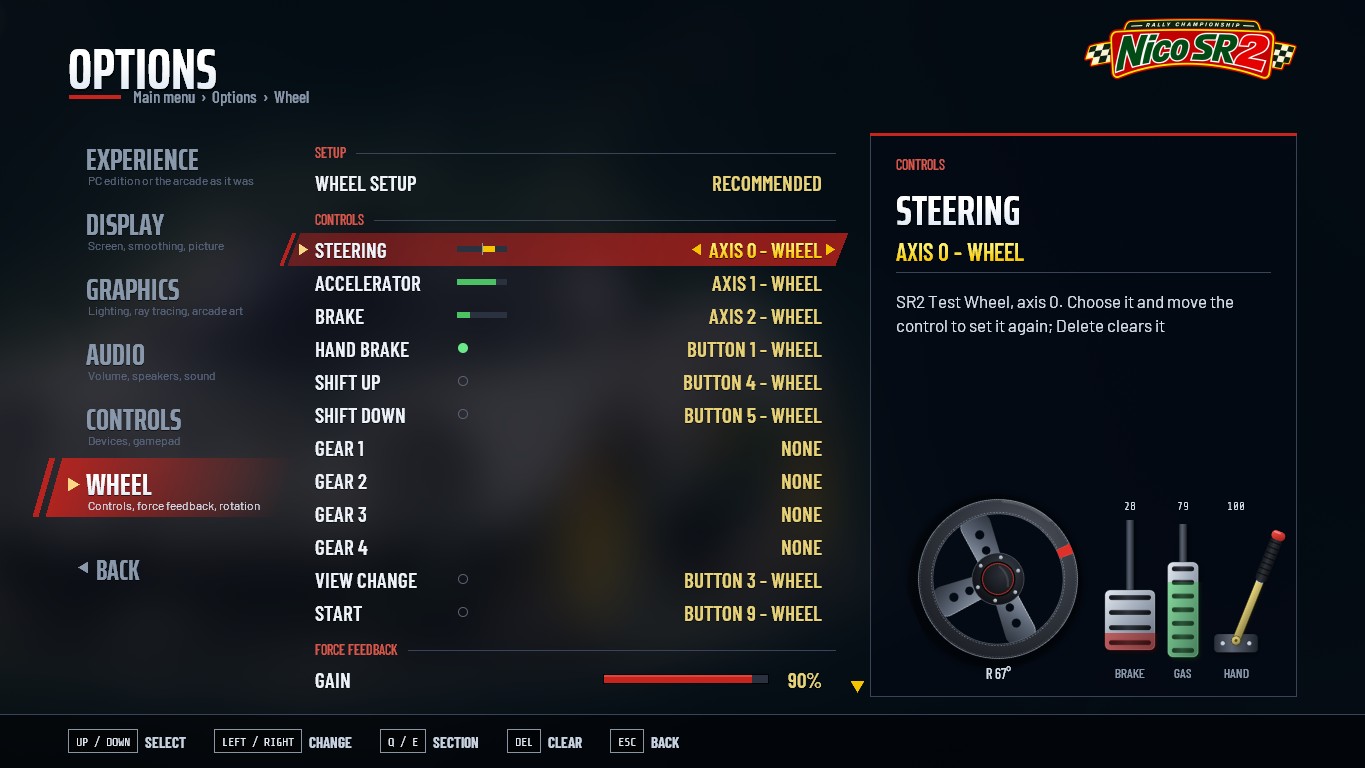 RALLY CHAMPIONSHIP
Nico SR2
OPTIONS
Main menu › Options › Wheel
EXPERIENCE
PC edition or the arcade as it was
DISPLAY
Screen, smoothing, picture
GRAPHICS
Lighting, ray tracing, arcade art
AUDIO
Volume, speakers, sound
CONTROLS
Devices, gamepad
WHEEL
Controls, force feedback, rotation
BACK
SETUP
WHEEL SETUP RECOMMENDED
CONTROLS
STEERING AXIS 0 - WHEEL
ACCELERATOR AXIS 1 - WHEEL
BRAKE AXIS 2 - WHEEL
HAND BRAKE BUTTON 1 - WHEEL
SHIFT UP BUTTON 4 - WHEEL
SHIFT DOWN BUTTON 5 - WHEEL
GEAR 1 NONE
GEAR 2 NONE
GEAR 3 NONE
GEAR 4 NONE
VIEW CHANGE BUTTON 3 - WHEEL
START BUTTON 9 - WHEEL
FORCE FEEDBACK
GAIN 90%
CONTROLS
STEERING
AXIS 0 - WHEEL
SR2 Test Wheel, axis 0. Choose it and move the
control to set it again; Delete clears it
28 79 100
R 67°
BRAKE GAS HAND
UP / DOWN SELECT LEFT / RIGHT CHANGE Q / E SECTION DEL CLEAR ESC BACK